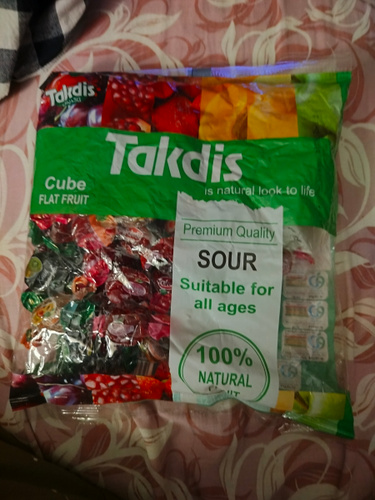 Takdis
Takdis
is natural look to life
Cube
FLAT FRUIT
Premium Quality
SOUR
Suitable for
all ages
100%
NATURAL